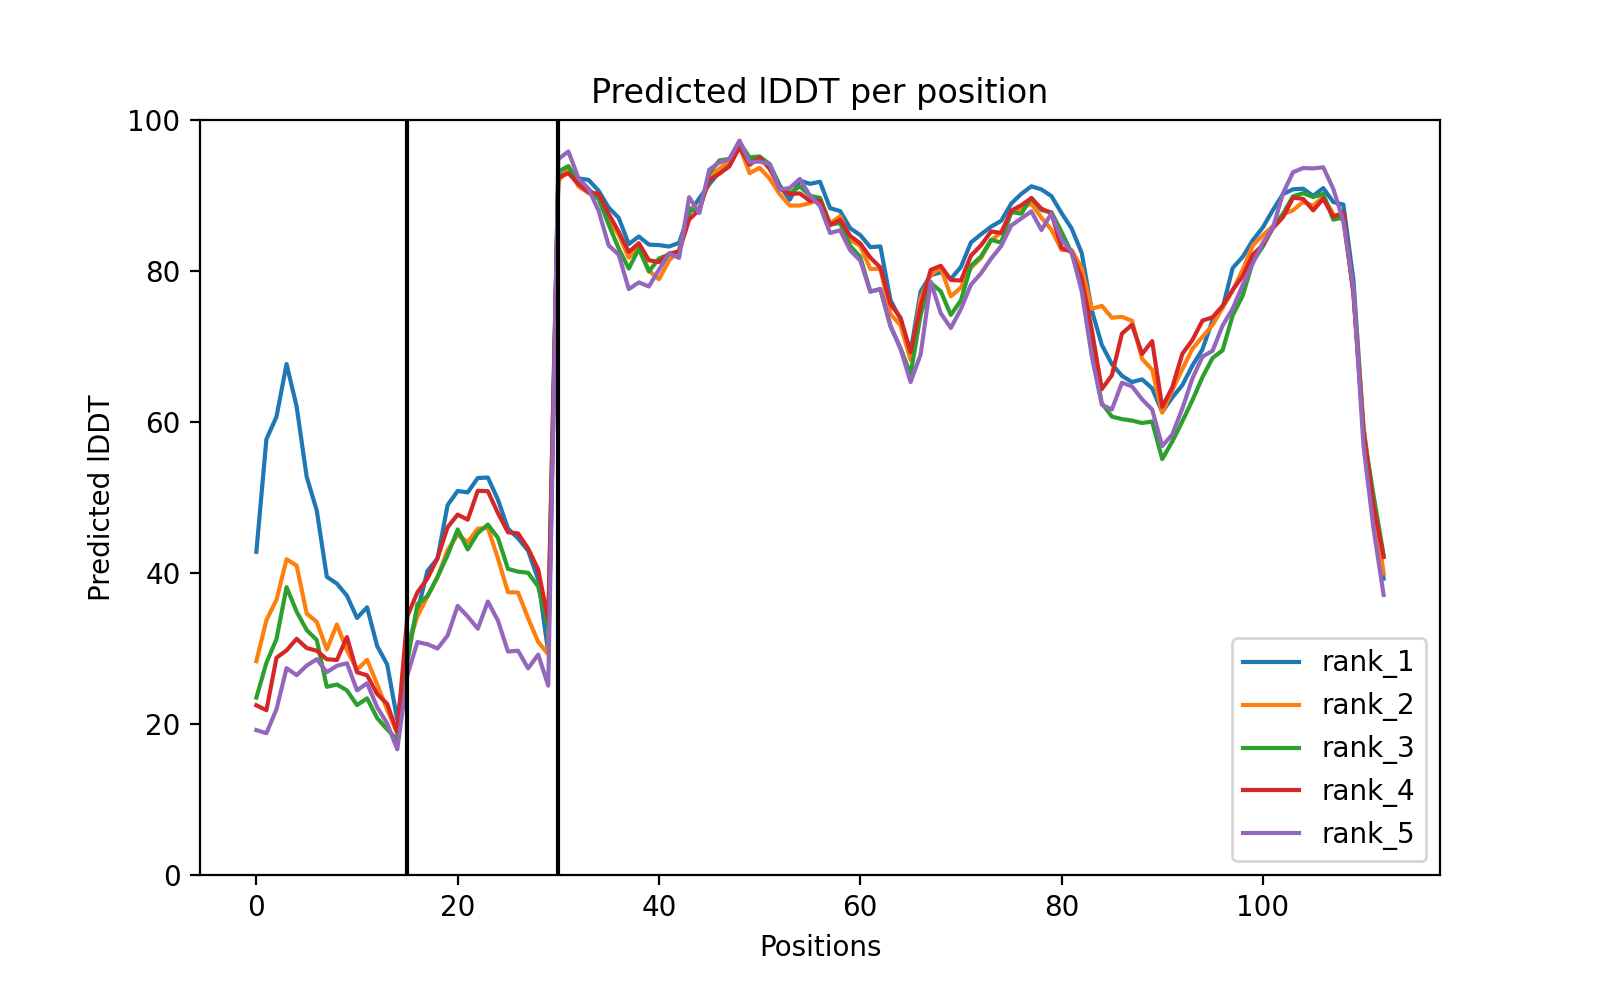 Predicted lDDT per position
Predicted lDDT
100
80
60
40
20
0
0 20 40 60 80 100
Positions
rank_1
rank_2
rank_3
rank_4
rank_5